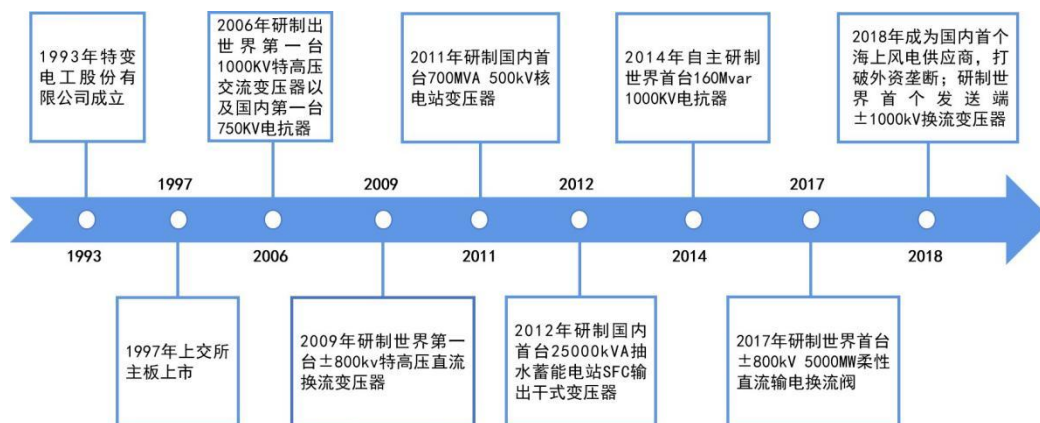 1993年特变
电工股份有
限公司成立
2006年研制出
世界第一台
1000KV特高压
交流变压器以
及国内第一台
750KV电抗器
2011年研制国内首
台700MVA 500kV核
电站变压器
2014年自主研制
世界首台160Mvar
1000KV电抗器
2018年成为国内首个
海上风电供应商，打
破外资垄断；研制世
界首个发送端
±1000kV换流变压器
1997
2009
2012
2017
1993
2006
2011
2014
2018
1997年上交所
主板上市
2009年研制世界第一
台±800kv特高压直流
换流变压器
2012年研制国内
首台25000kVA抽
水蓄能电站SFC输
出干式变压器
2017年研制世界首台
±800kV 5000MW柔性
直流输电换流阀